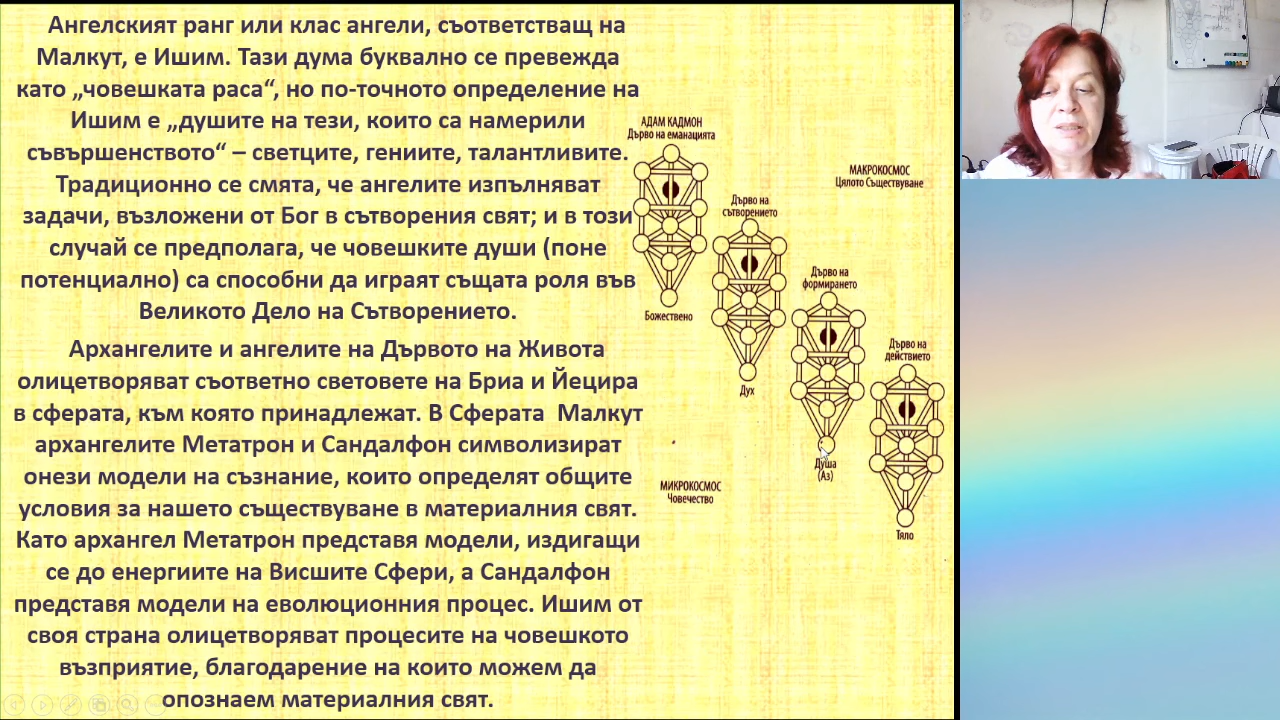 Ангелският ранг или клас ангели, съответстващ на
Малкут, е Ишим. Тази дума буквално се превежда
като „човешката раса“, но по-точното определение на
Ишим е „душите на тези, които са намерили
съвършенството“ – светците, гениите, талантливите.
Традиционно се смята, че ангелите изпълняват
задачи, възложени от Бог в сътворения свят; и в този
случай се предполага, че човешките души (поне
потенциално) са способни да играят същата роля във
Великото Дело на Сътворението.
Архангелите и ангелите на Дървото на Живота
олицетворяват съответно световете на Бриа и Йецира
в сферата, към която принадлежат. В Сферата Малкут
архангелите Метатрон и Сандалфон символизират
онези модели на съзнание, които определят общите
условия за нашето съществуване в материалния свят.
Като архангел Метатрон представя модели, издигащи
се до енергиите на Висшите Сфери, а Сандалфон
представя модели на еволюционния процес. Ишим от
своя страна олицетворяват процесите на човешкото
възприятие, благодарение на които можем да
опознаем материалния свят.
АДАМ КАДМОН
Дърво на еманацията
Божествено
МАКРОКОСМОС
Цялото Съществуване
Дърво на
сътворението
Дух
Дърво на
формирането
Душа
(Аз)
Дърво на
действието
Тяло
МИКРОКОСМОС
Човечество